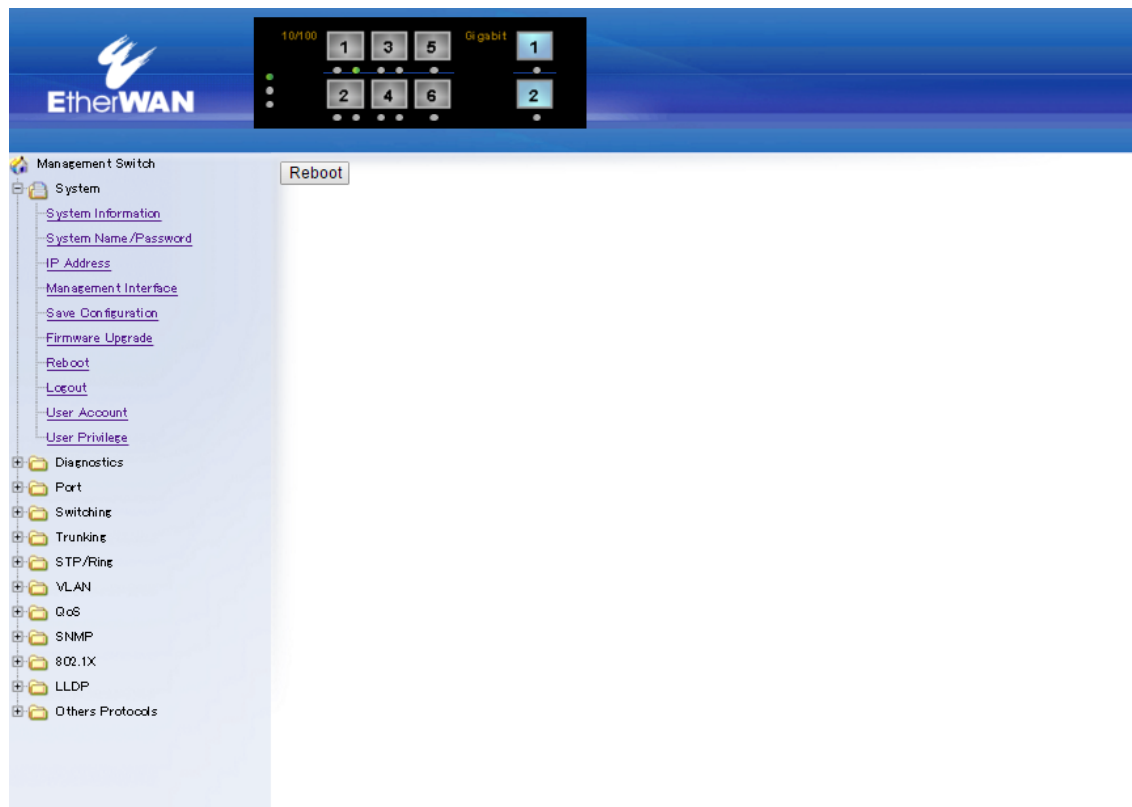 10/100
1 3 5
Gigabit
1
2 4 6
2
EtherWAN
Management Switch
System
System Information
System Name/Password
IP Address
Management Interface
Save Configuration
Firmware Upgrade
Reboot
Logout
User Account
User Privilege
Diagnostics
Port
Switching
Trunking
STP/Ring
VLAN
QoS
SNMP
802.1X
LLDP
Others Protocols
Reboot